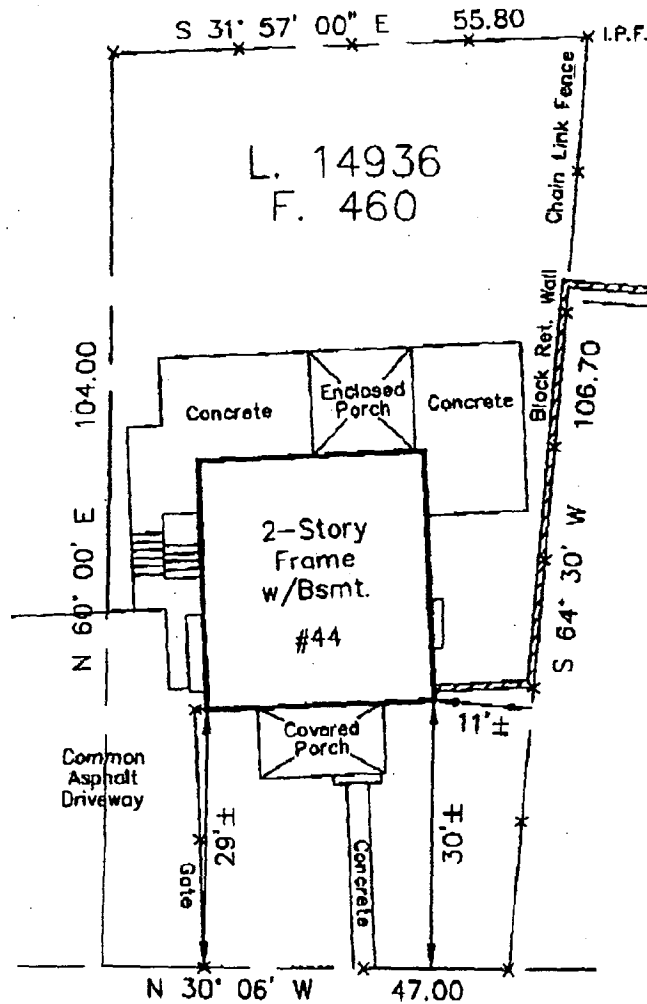 S 31° 57' 00" E 55.80
I.P.F.
Chain Link Fence
L. 14936
F. 460
Block Ret. Wall
104.00
106.70
Concrete
Enclosed
Porch
Concrete
2-Story
Frame
w/Bsmt.
#44
N 60° 00' E
S 64° 30' W
11'±
Covered
Porch
Common
Asphalt
Driveway
29'±
30'±
Gate
Concrete
N 30° 06' W 47.00